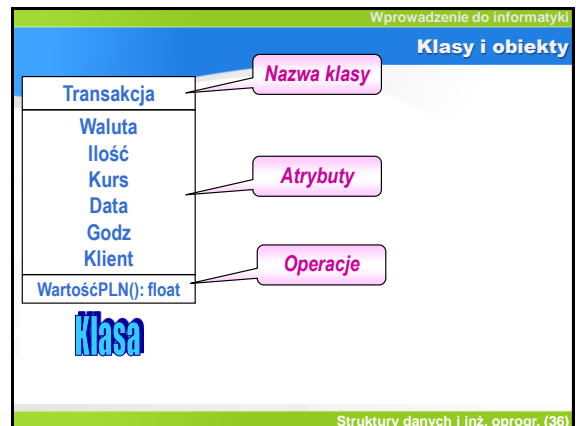 Wprowadzenie do informatyki
Klasy i obiekty
Nazwa klasy
Transakcja
Waluta
Ilość
Kurs
Data
Godz
Klient
Atrybuty
Operacje
WartośćPLN(): float
Klasa
Struktury danych i inż. oprogr. (36)